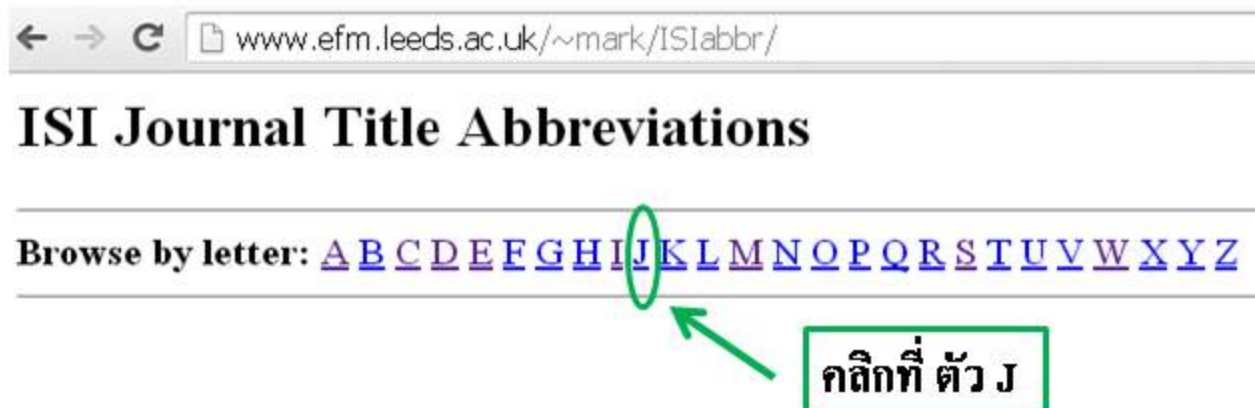 www.efm.leeds.ac.uk/~mark/ISIabbr/
ISI Journal Title Abbreviations
Browse by letter: A B C D E F G H I J K L M N O P Q R S T U V W X Y Z
คลิกที่ ตัว J